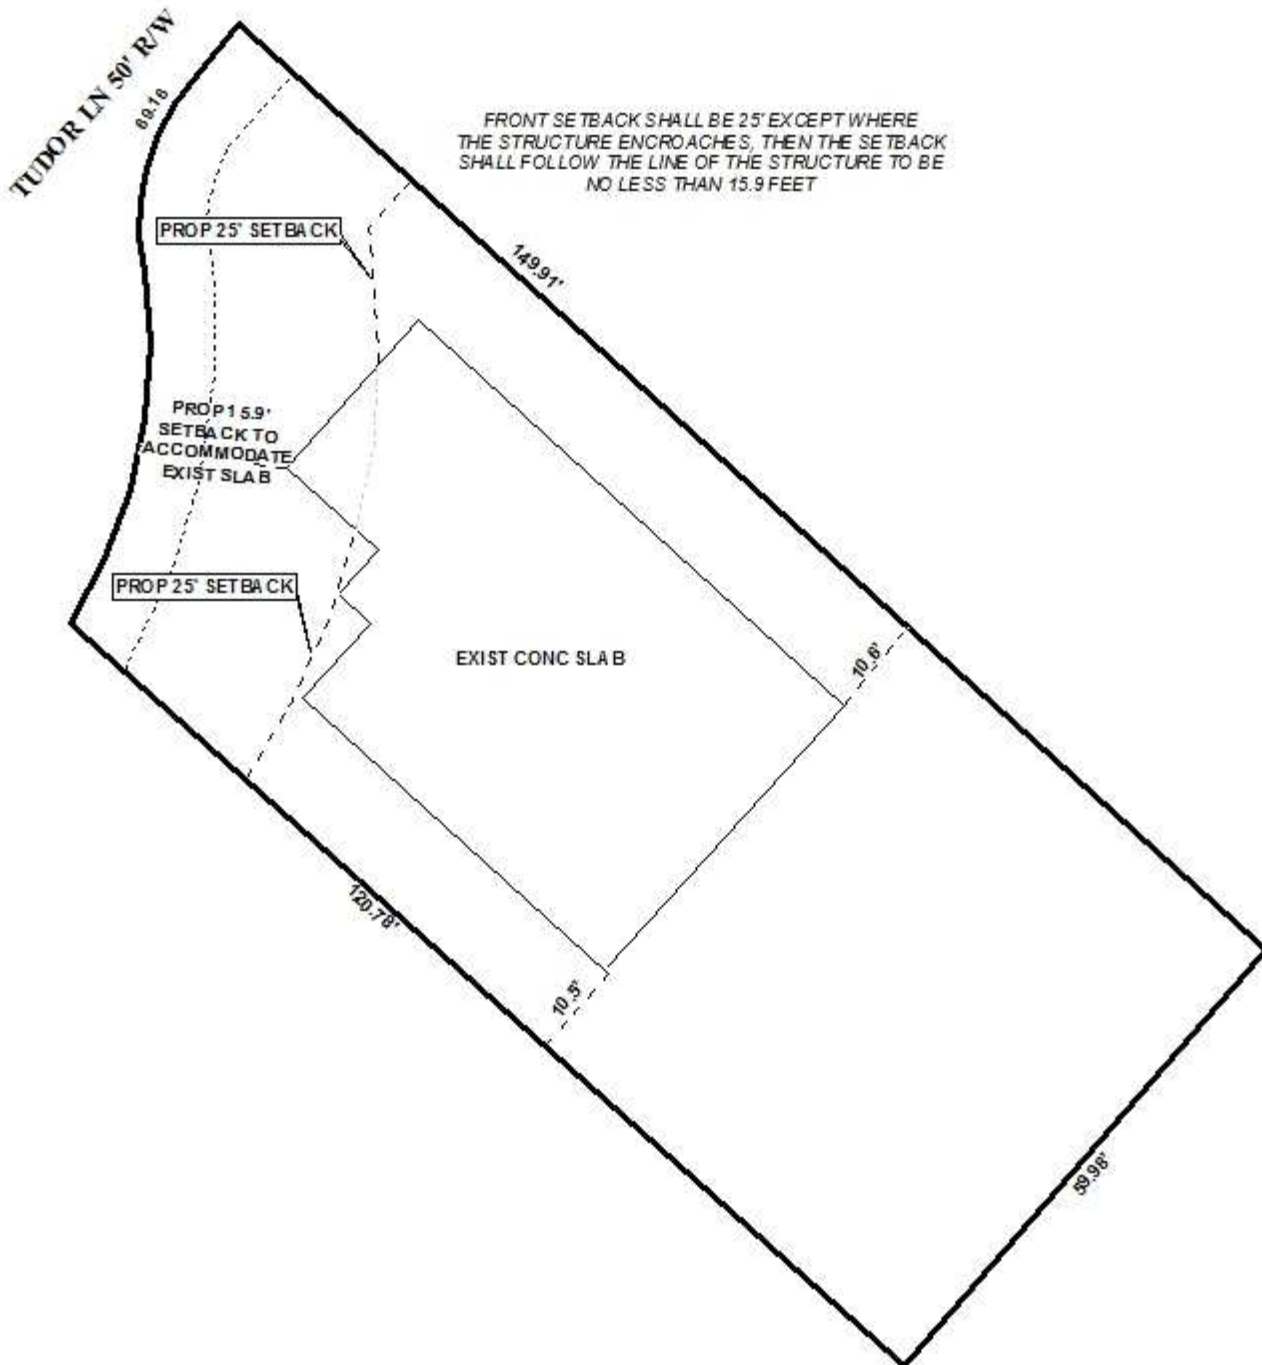 TUDOR LN 50' R/W
69.16
FRONT SETBACK SHALL BE 25' EXCEPT WHERE
THE STRUCTURE ENCROACHES, THEN THE SETBACK
SHALL FOLLOW THE LINE OF THE STRUCTURE TO BE
NO LESS THAN 15.9 FEET
PROP 25' SETBACK
149.91'
PROP 15.9'
SETBACK TO
ACCOMMODATE
EXIST SLAB
PROP 25' SETBACK
EXIST CONC SLAB
10.6'
120.78'
10.5'
59.98'